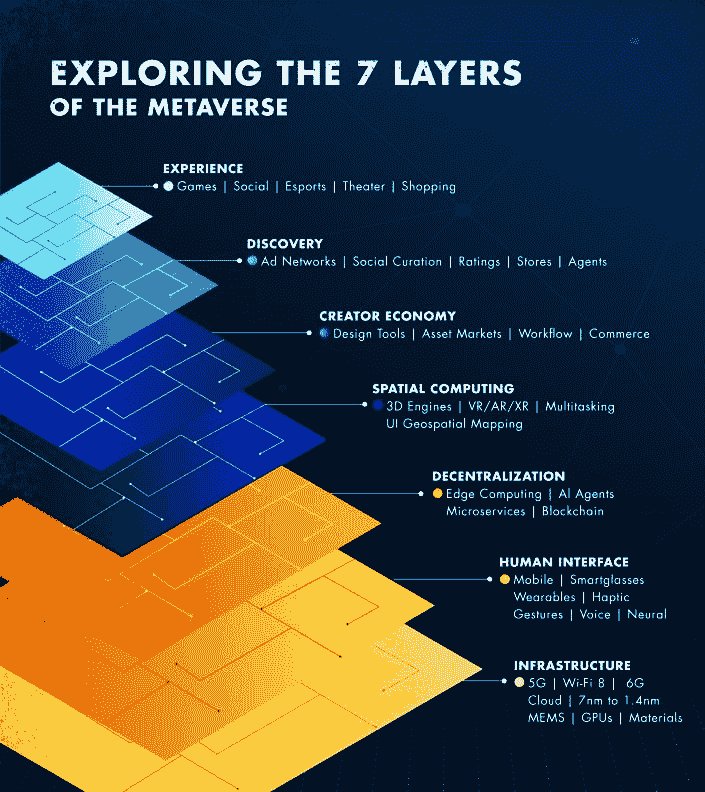 EXPLORING THE 7 LAYERS
OF THE METAVERSE
EXPERIENCE
Games | Social | Esports | Theater | Shopping
DISCOVERY
Ad Networks | Social Curation | Ratings | Stores | Agents
CREATOR ECONOMY
Design Tools | Asset Markets | Workflow | Commerce
SPATIAL COMPUTING
3D Engines | VR/AR/XR | Multitasking
UI Geospatial Mapping
DECENTRALIZATION
Edge Computing | AI Agents
Microservices | Blockchain
HUMAN INTERFACE
Mobile | Smartglasses
Wearables | Haptic
Gestures | Voice | Neural
INFRASTRUCTURE
5G | Wi-Fi 8 | 6G
Cloud | 7nm to 1.4nm
MEMS | GPUs | Materials